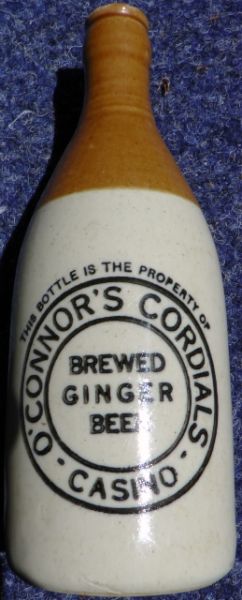 THIS BOTTLE IS THE PROPERTY OF
O'CONNOR'S CORDIALS
BREWED
GINGER
BEER
- CASINO -